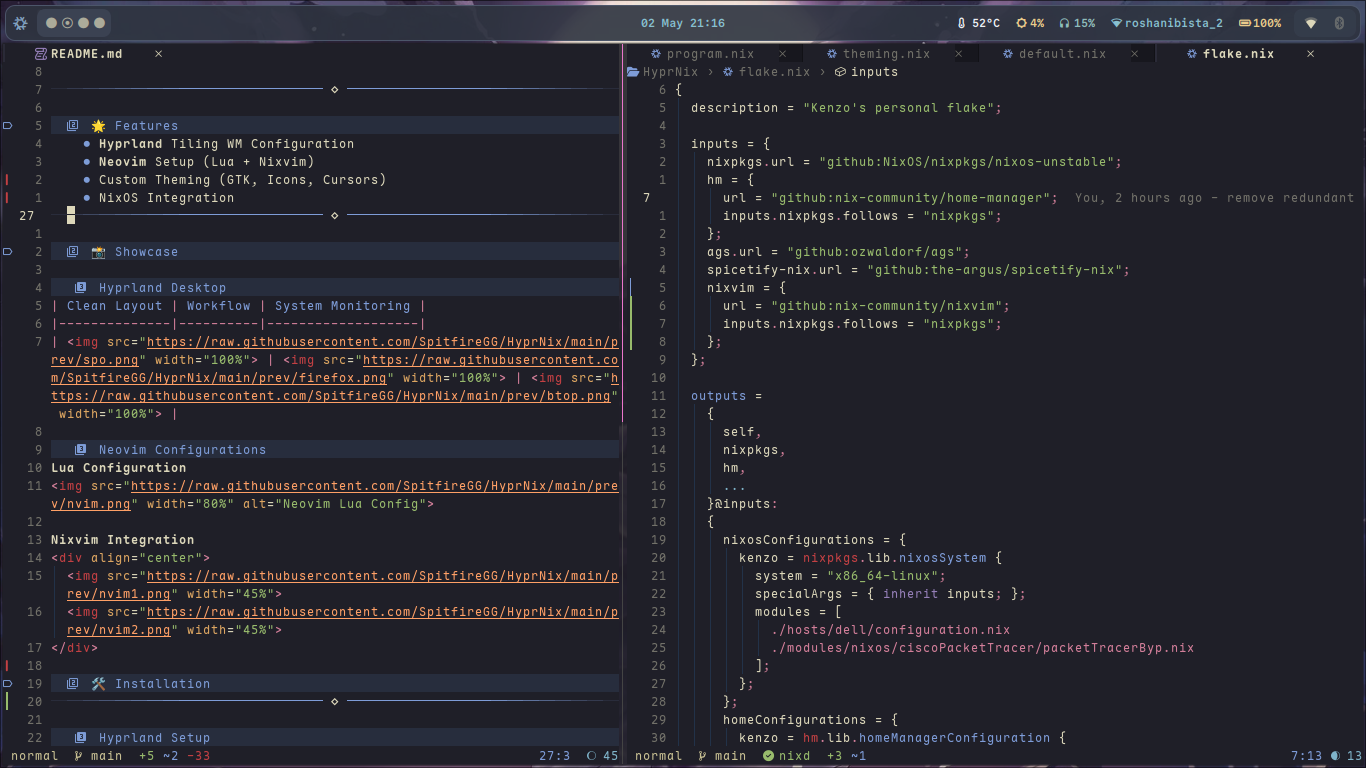 02 May 21:16
52°C
4%
15%
roshanibista_2
100%
README.md ×
8
7
6
5 2 Features
4 ● Hyprland Tiling WM Configuration
3 ● Neovim Setup (Lua + Nixvim)
2 ● Custom Theming (GTK, Icons, Cursors)
1 ● NixOS Integration
27
1
2 2 Showcase
3
4 3 Hyprland Desktop
5 | Clean Layout | Workflow | System Monitoring |
6 |--------------|----------|-------------------|
7 | <img src="https://raw.githubusercontent.com/SpitfireGG/HyprNix/main/p
rev/spo.png" width="100%"> | <img src="https://raw.githubusercontent.co
m/SpitfireGG/HyprNix/main/prev/firefox.png" width="100%"> | <img src="h
ttps://raw.githubusercontent.com/SpitfireGG/HyprNix/main/prev/btop.png"
width="100%"> |
8
9 3 Neovim Configurations
10 Lua Configuration
11 <img src="https://raw.githubusercontent.com/SpitfireGG/HyprNix/main/pre
v/nvim.png" width="80%" alt="Neovim Lua Config">
12
13 Nixvim Integration
14 <div align="center">
15 <img src="https://raw.githubusercontent.com/SpitfireGG/HyprNix/main/p
rev/nvim1.png" width="45%">
16 <img src="https://raw.githubusercontent.com/SpitfireGG/HyprNix/main/p
rev/nvim2.png" width="45%">
17 </div>
18
19 2 Installation
20
21
22 3 Hyprland Setup
normal main +5 ~2 -33 27:3 45
program.nix × theming.nix × default.nix × flake.nix ×
HyprNix › flake.nix › inputs
6 {
5 description = "Kenzo's personal flake";
4
3 inputs = {
2 nixpkgs.url = "github:NixOS/nixpkgs/nixos-unstable";
1 hm = {
7 url = "github:nix-community/home-manager"; You, 2 hours ago - remove redundant
1 inputs.nixpkgs.follows = "nixpkgs";
2 };
3 ags.url = "github:ozwaldorf/ags";
4 spicetify-nix.url = "github:the-argus/spicetify-nix";
5 nixvim = {
6 url = "github:nix-community/nixvim";
7 inputs.nixpkgs.follows = "nixpkgs";
8 };
9 };
10
11 outputs =
12 {
13 self,
14 nixpkgs,
15 hm,
16 ...
17 }@inputs:
18 {
19 nixosConfigurations = {
20 kenzo = nixpkgs.lib.nixosSystem {
21 system = "x86_64-linux";
22 specialArgs = { inherit inputs; };
23 modules = [
24 ./hosts/dell/configuration.nix
25 ./modules/nixos/ciscoPacketTracer/packetTracerByp.nix
26 ];
27 };
28 };
29 homeConfigurations = {
30 kenzo = hm.lib.homeManagerConfiguration {
normal main nixd +3 ~1 7:13 13